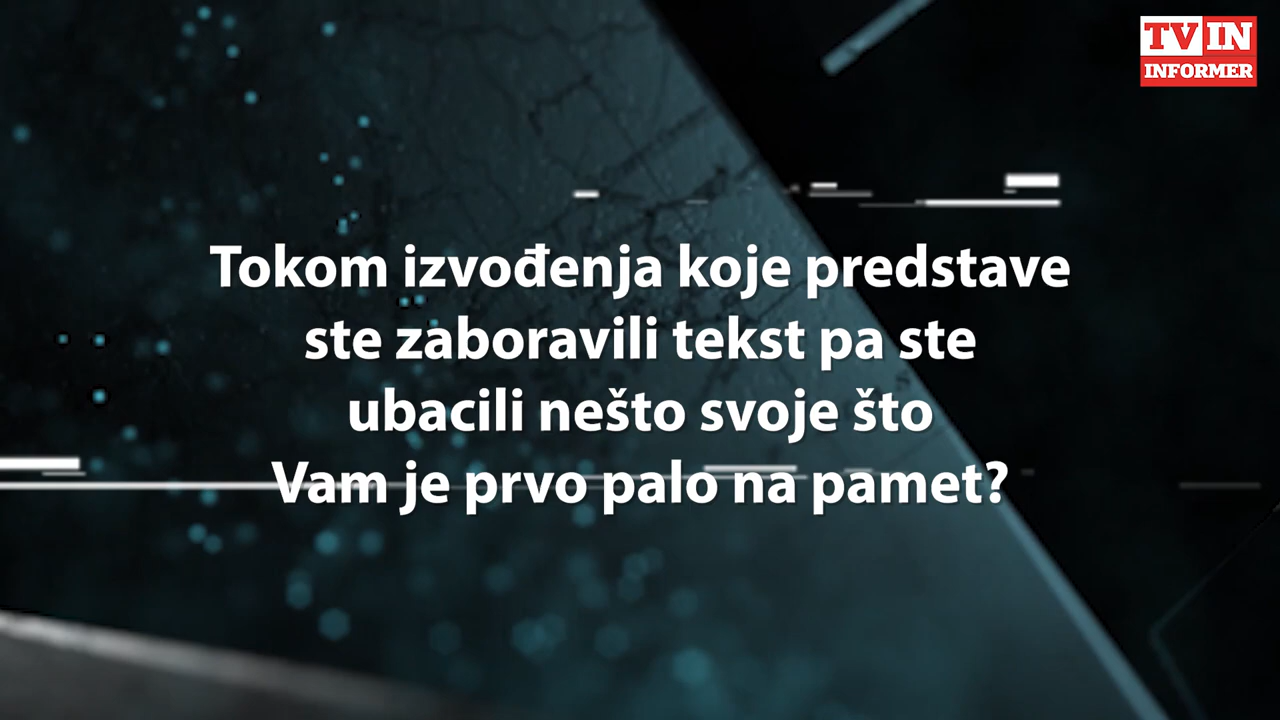 TV IN
INFORMER
Tokom izvođenja koje predstave
ste zaboravili tekst pa ste
ubacili nešto svoje što
Vam je prvo palo na pamet?